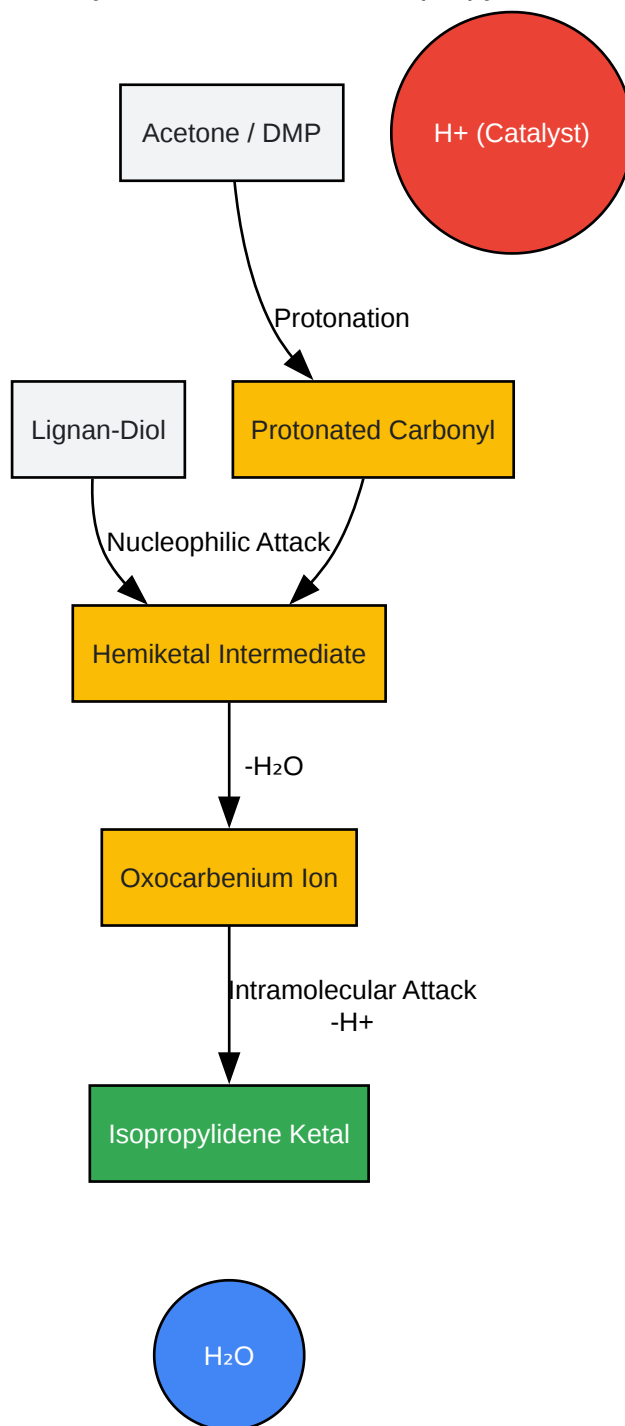 Acetone / DMP
H+ (Catalyst)
Protonation
Lignan-Diol
Protonated Carbonyl
Nucleophilic Attack
Hemiketal Intermediate
-H₂O
Oxocarbenium Ion
Intramolecular Attack
-H+
Isopropylidene Ketal
H₂O